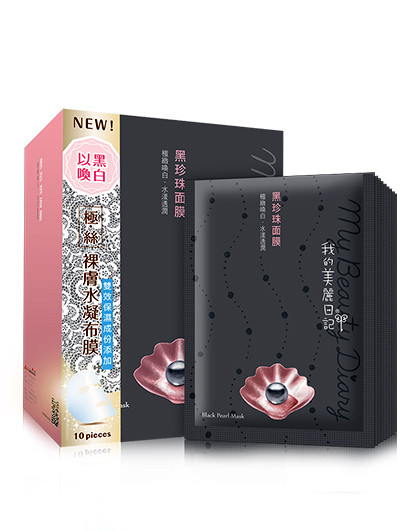 NEW!
以黑
喚白
極.絲 裸膚水凝布膜
雙效保濕成份添加
10 pieces
黑珍珠面膜
極緻喚白.水漾透潤
My Beauty
Mask
黑珍珠面膜
極緻喚白.水漾透潤
我的美麗日記
My Beauty Diary
Black Pearl Mask